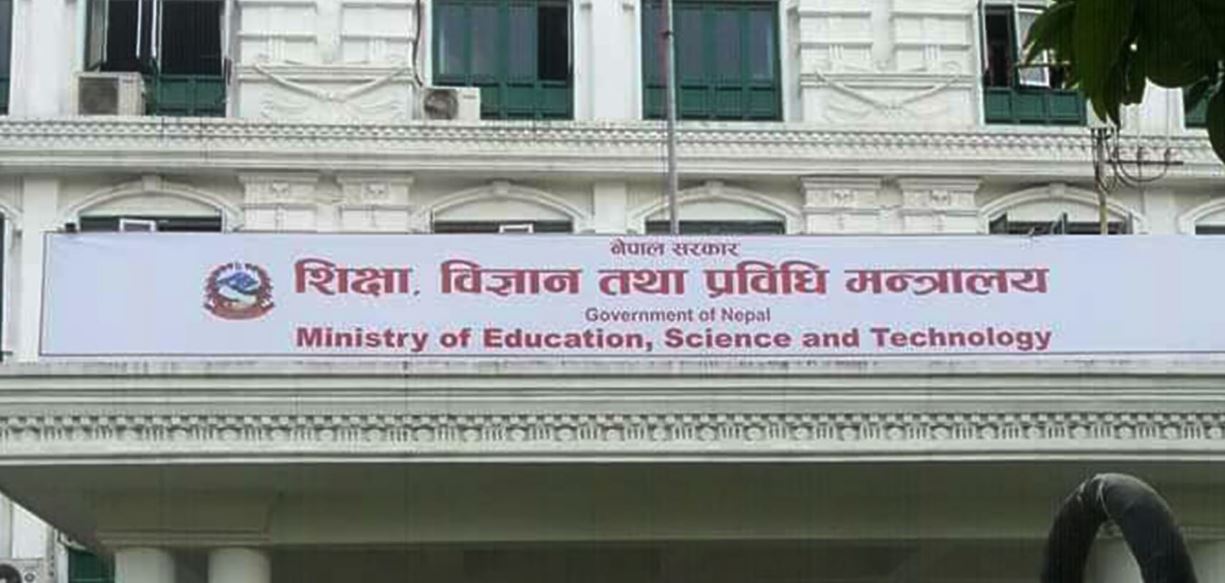 नेपाल सरकार
शिक्षा, विज्ञान तथा प्रविधि मन्त्रालय
Government of Nepal
Ministry of Education, Science and Technology